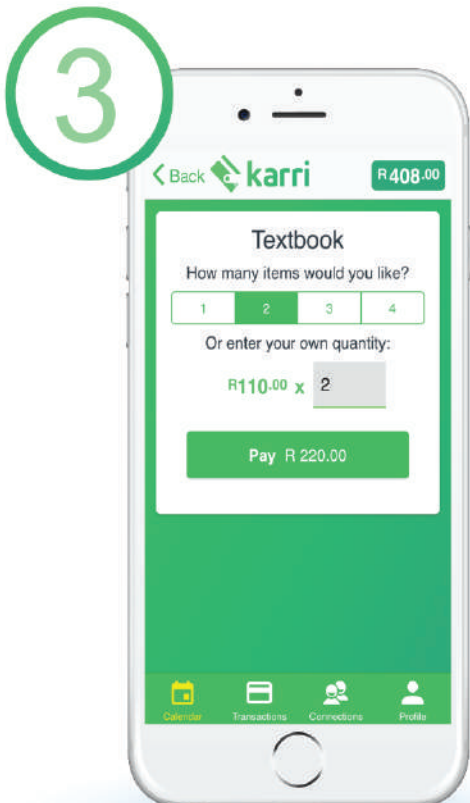 3
Back karri R408.00
Textbook
How many items would you like?
1 2 3 4
Or enter your own quantity:
R110.00 x 2
Pay R 220.00
Calendar Transactions Connections Profile